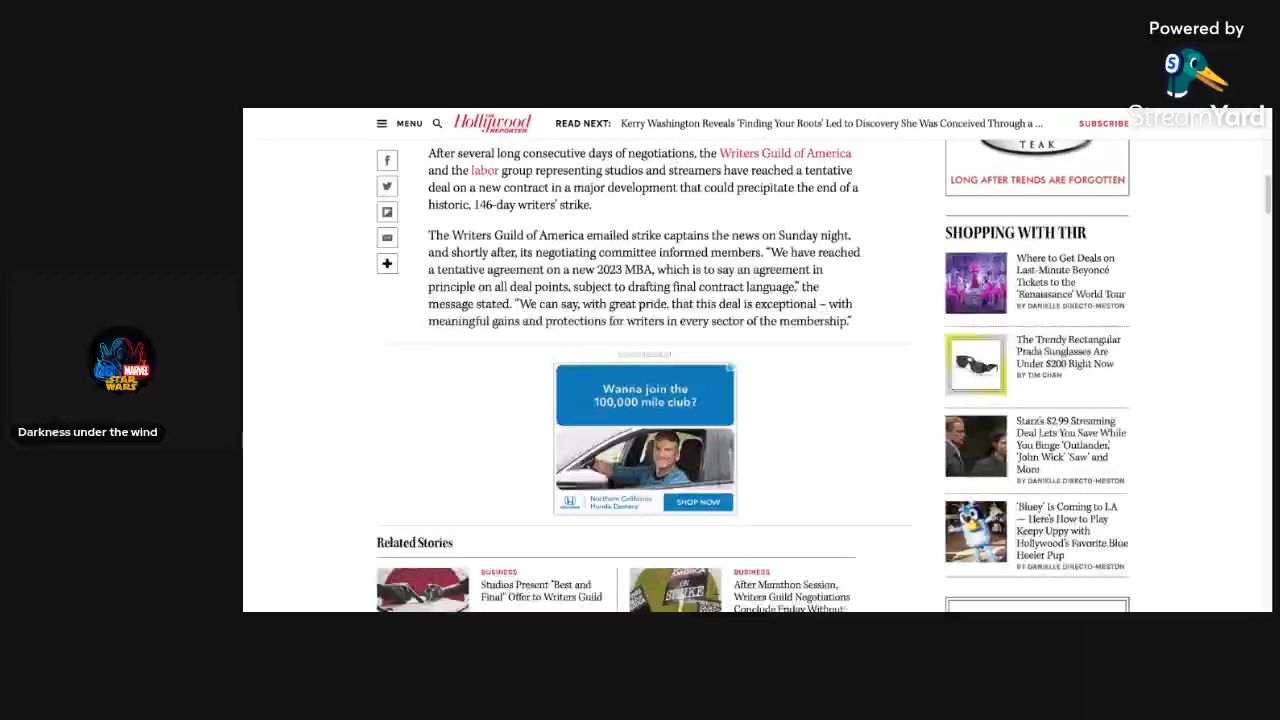 Powered by
StreamYard
MENU
The Hollywood
REPORTER
READ NEXT: Kerry Washington Reveals 'Finding Your Roots' Led to Discovery She Was Conceived Through a ...
SUBSCRIBE
After several long consecutive days of negotiations, the Writers Guild of America
and the labor group representing studios and streamers have reached a tentative
deal on a new contract in a major development that could precipitate the end of a
historic, 146-day writers' strike.
The Writers Guild of America emailed strike captains the news on Sunday night,
and shortly after, its negotiating committee informed members. "We have reached
a tentative agreement on a new 2023 MBA, which is to say an agreement in
principle on all deal points, subject to drafting final contract language," the
message stated. "We can say, with great pride, that this deal is exceptional – with
meaningful gains and protections for writers in every sector of the membership."
Wanna join the
100,000 mile club?
Northern California
Honda Dealers
SHOP NOW
Related Stories
BUSINESS
Studios Present "Best and
Final" Offer to Writers Guild
ON
STRIKE
BUSINESS
After Marathon Session,
Writers Guild Negotiations
Conclude Friday Without
TEAK
LONG AFTER TRENDS ARE FORGOTTEN
SHOPPING WITH THR
Where to Get Deals on
Last-Minute Beyoncé
Tickets to the
'Renaissance' World Tour
BY DANIELLE DIRECTO-MESTON
The Trendy Rectangular
Prada Sunglasses Are
Under $200 Right Now
BY TIM CHAN
Starz's $2.99 Streaming
Deal Lets You Save While
You Binge 'Outlander,'
'John Wick' 'Saw' and
More
BY DANIELLE DIRECTO-MESTON
'Bluey' Is Coming to LA
— Here's How to Play
Keepy Uppy with
Hollywood's Favorite Blue
Heeler Pup
BY DANIELLE DIRECTO-MESTON
MARVEL
STAR
WARS
Darkness under the wind